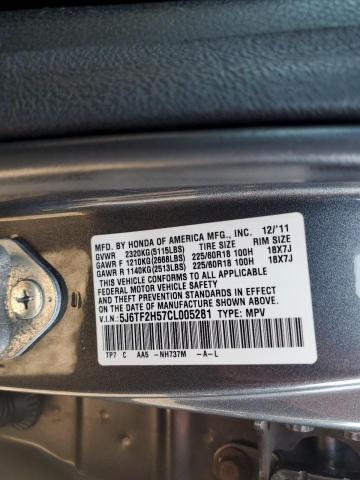 MFD. BY HONDA OF AMERICA MFG., INC. 12/'11
GVWR 2320KG(5115LBS) TIRE SIZE RIM SIZE
GAWR F 1210KG(2668LBS) 225/60R18 100H 18X7J
GAWR R 1140KG(2513LBS) 225/60R18 100H 18X7J
THIS VEHICLE CONFORMS TO ALL APPLICABLE
FEDERAL MOTOR VEHICLE SAFETY AND
THEFT PREVENTION STANDARDS IN EFFECT ON
THE DATE OF MANUFACTURE SHOWN ABOVE.
V.I.N.: 5J6TF2H57CL005281 TYPE: MPV
TP7 C AA5 -NH737M -A-L